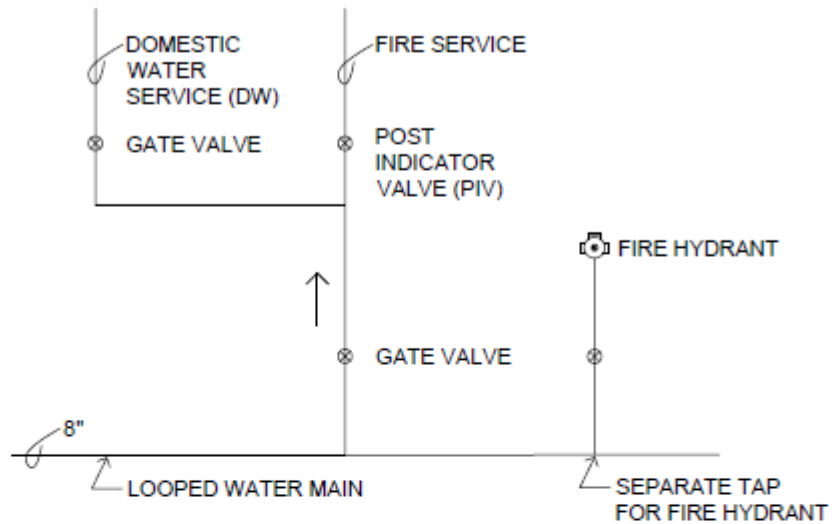 DOMESTIC
WATER
SERVICE (DW)
FIRE SERVICE
GATE VALVE
POST
INDICATOR
VALVE (PIV)
FIRE HYDRANT
GATE VALVE
8"
LOOPED WATER MAIN
SEPARATE TAP
FOR FIRE HYDRANT